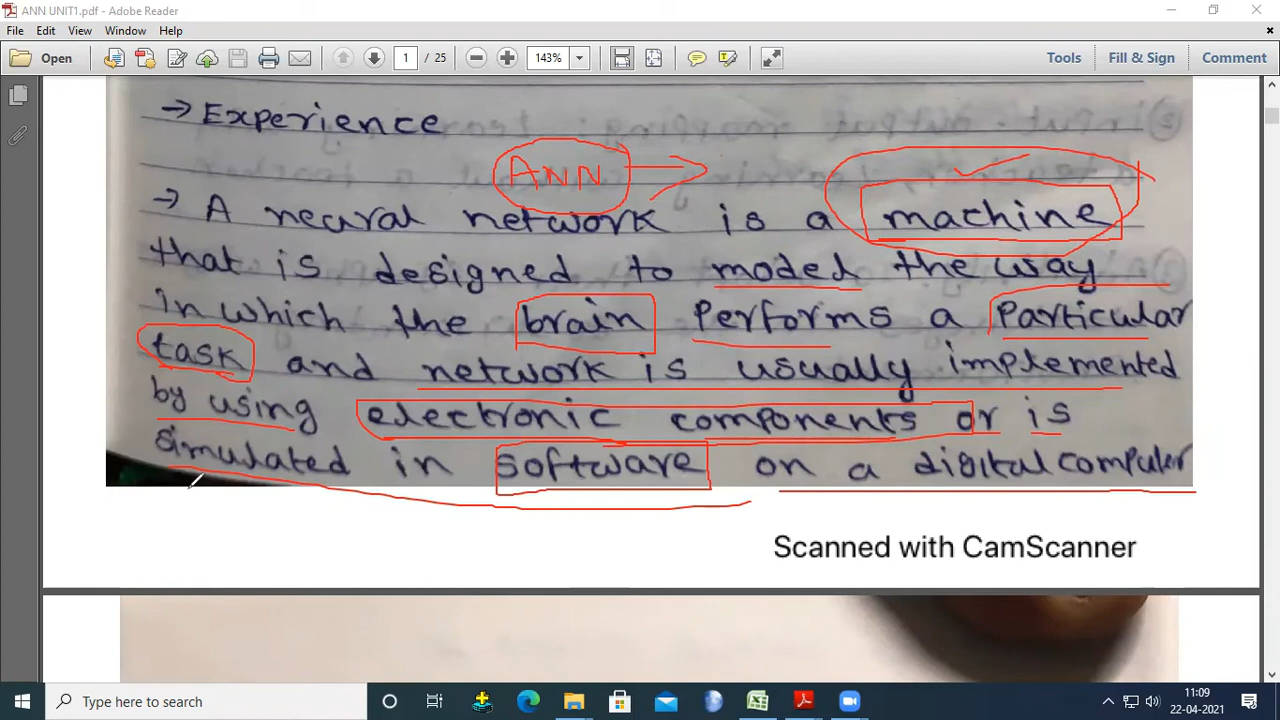 ANN UNIT1.pdf - Adobe Reader
File Edit View Window Help
Open 1 / 25 143% Tools Fill & Sign Comment
→ Experience
ANN →
→ A neural network is a machine
that is designed to model the way
in which the brain performs a particular
task and network is usually implemented
by using electronic components or is
simulated in software on a digital computer
Scanned with CamScanner
Type here to search
11:09
22-04-2021